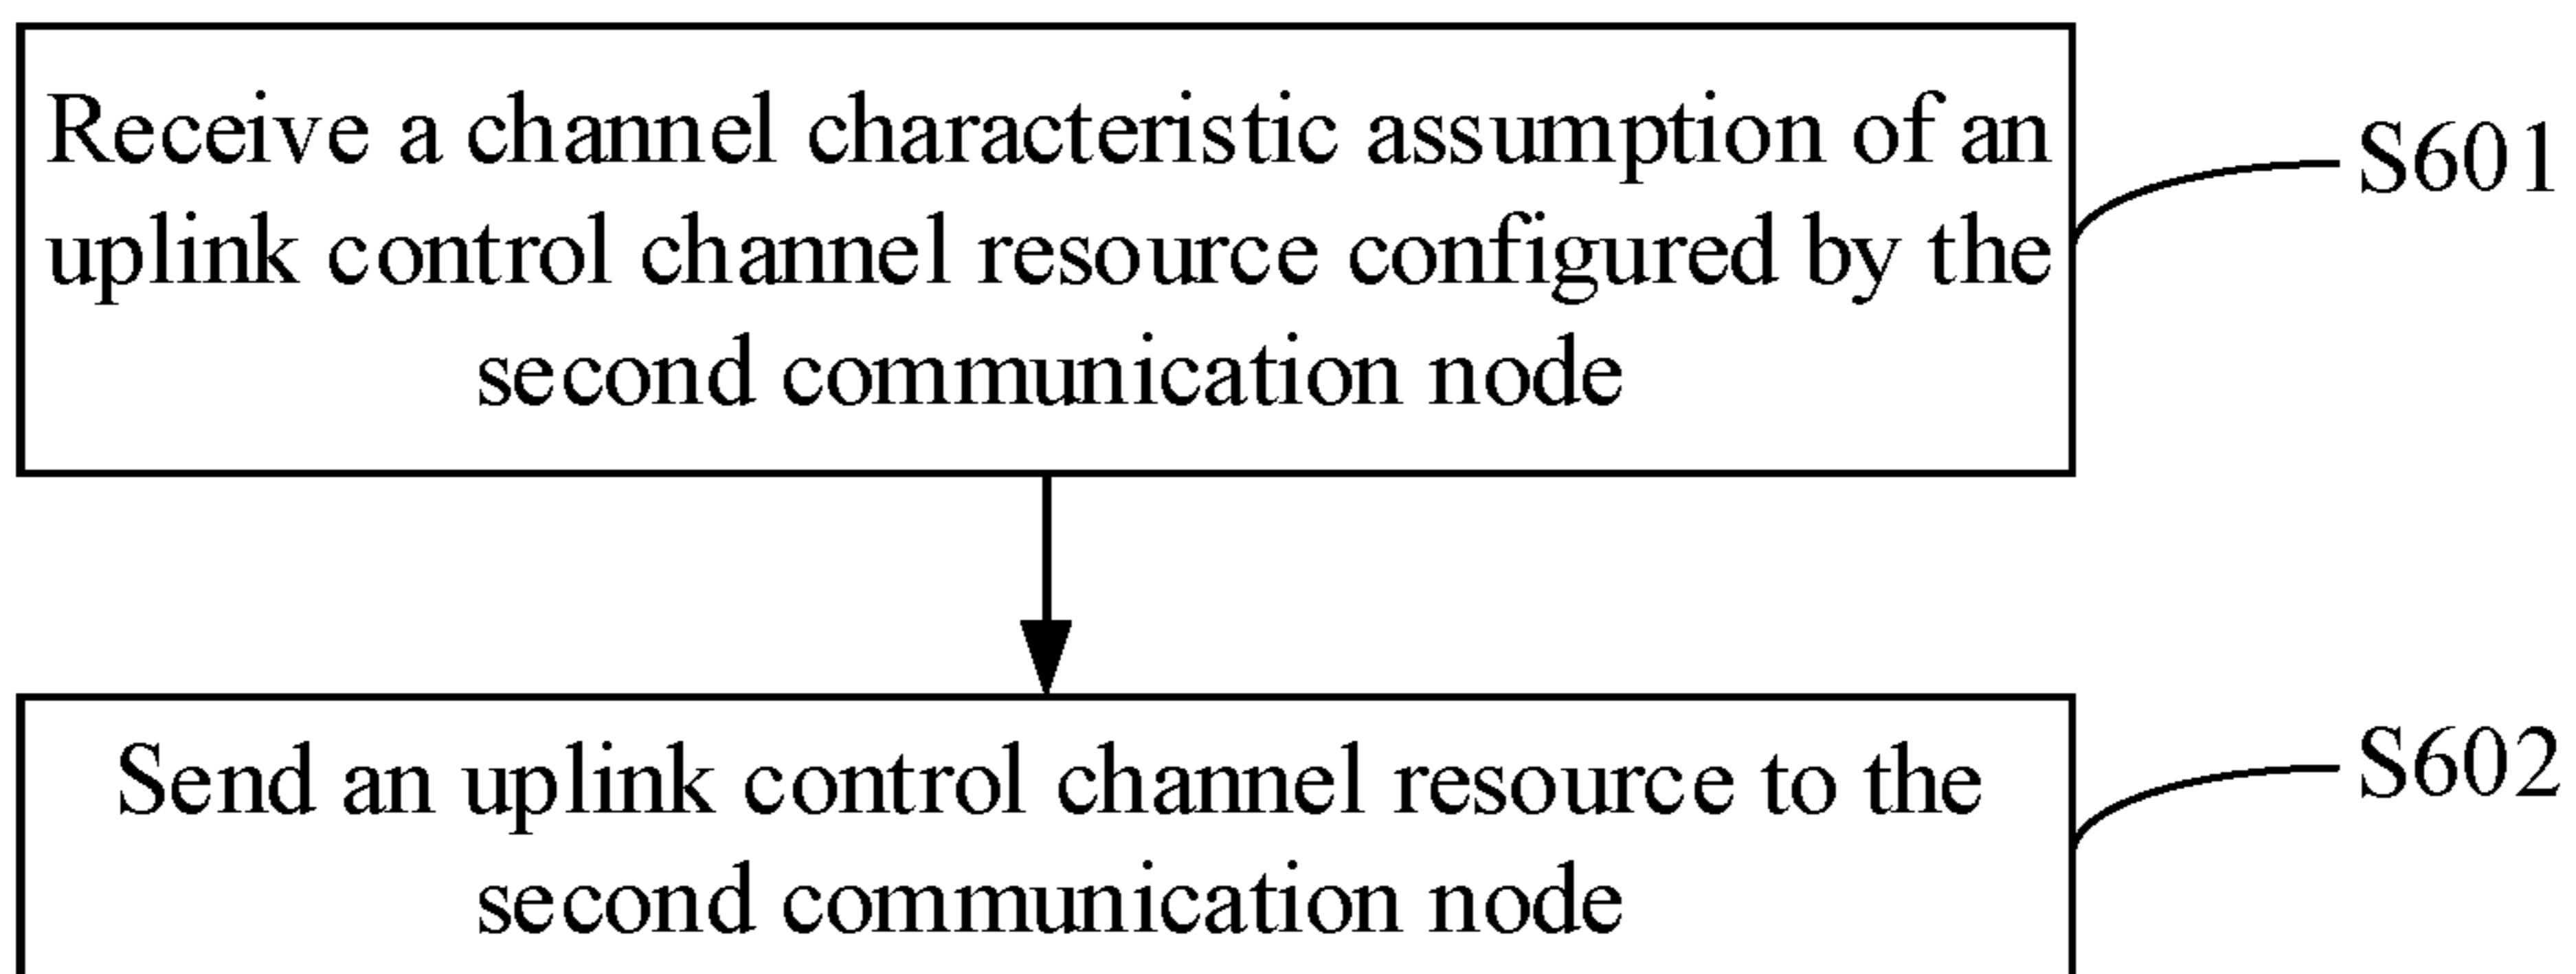 Receive a channel characteristic assumption of an
uplink control channel resource configured by the
second communication node
S601
Send an uplink control channel resource to the
second communication node
S602